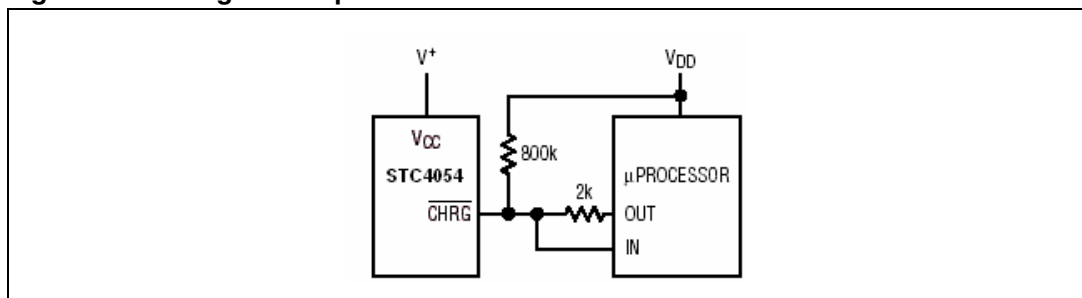 V+
VDD
VCC
800k
STC4054
μPROCESSOR
2k
CHRG
OUT
IN